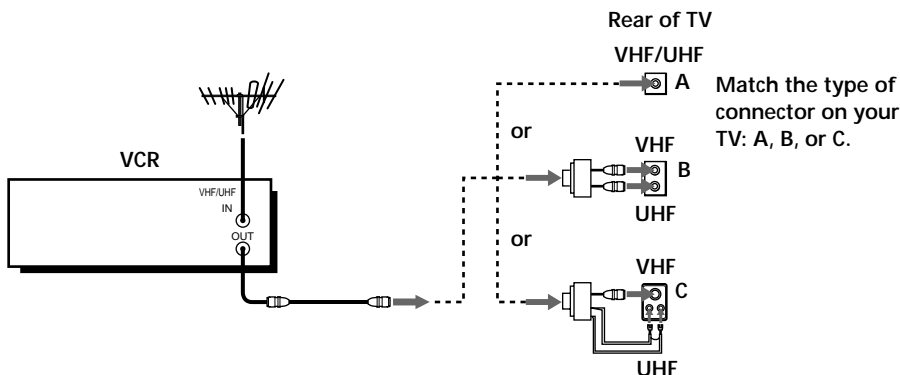 Rear of TV
VHF/UHF
A
Match the type of
connector on your
TV: A, B, or C.
or
VHF
B
UHF
VCR
VHF/UHF
IN
OUT
or
VHF
C
UHF